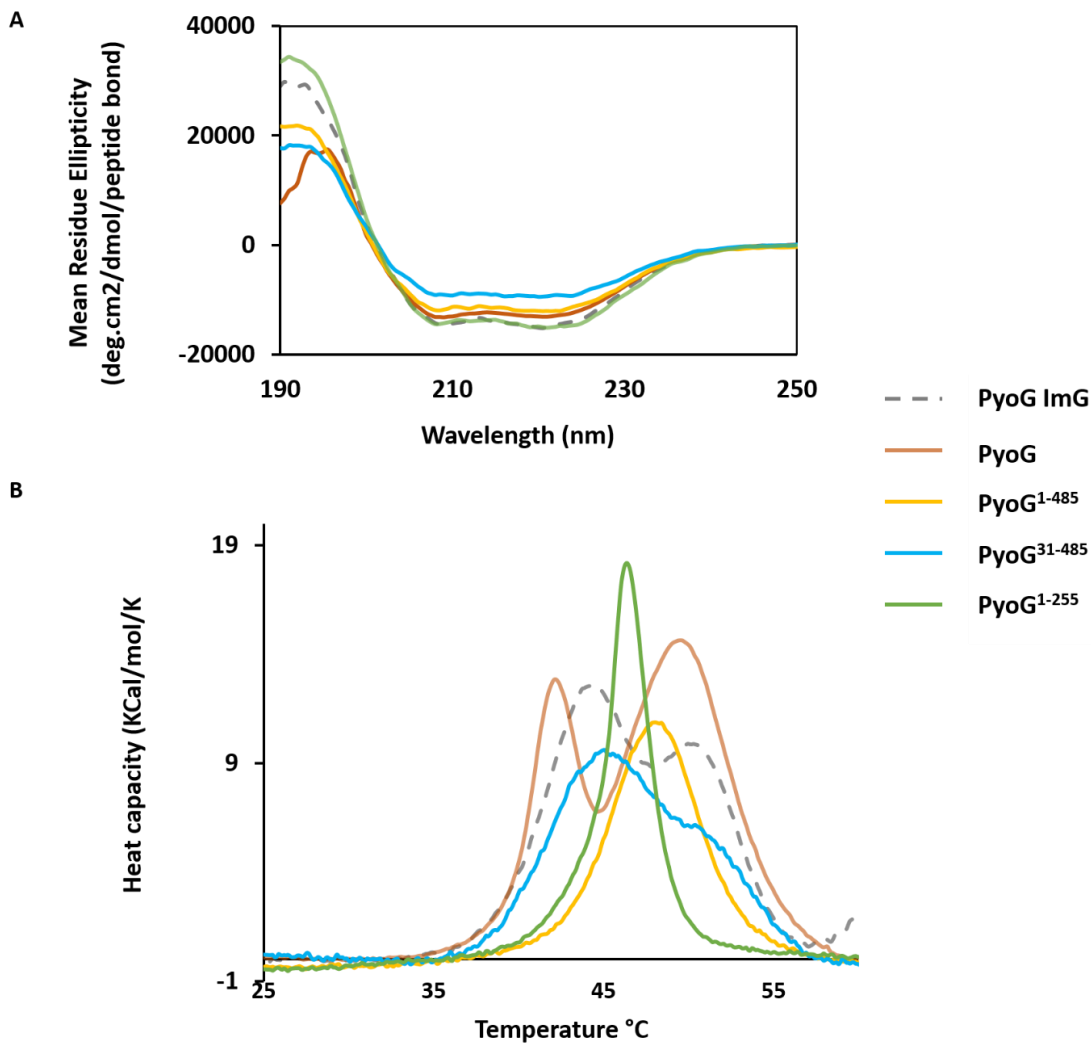 A
Mean Residue Ellipticity
(deg.cm2/dmol/peptide bond)
40000
20000
0
-20000
190
210
230
250
Wavelength (nm)
PyoG ImG
PyoG
PyoG1-485
PyoG31-485
PyoG1-255
B
Heat capacity (KCal/mol/K
19
9
-1
25
35
45
55
Temperature °C